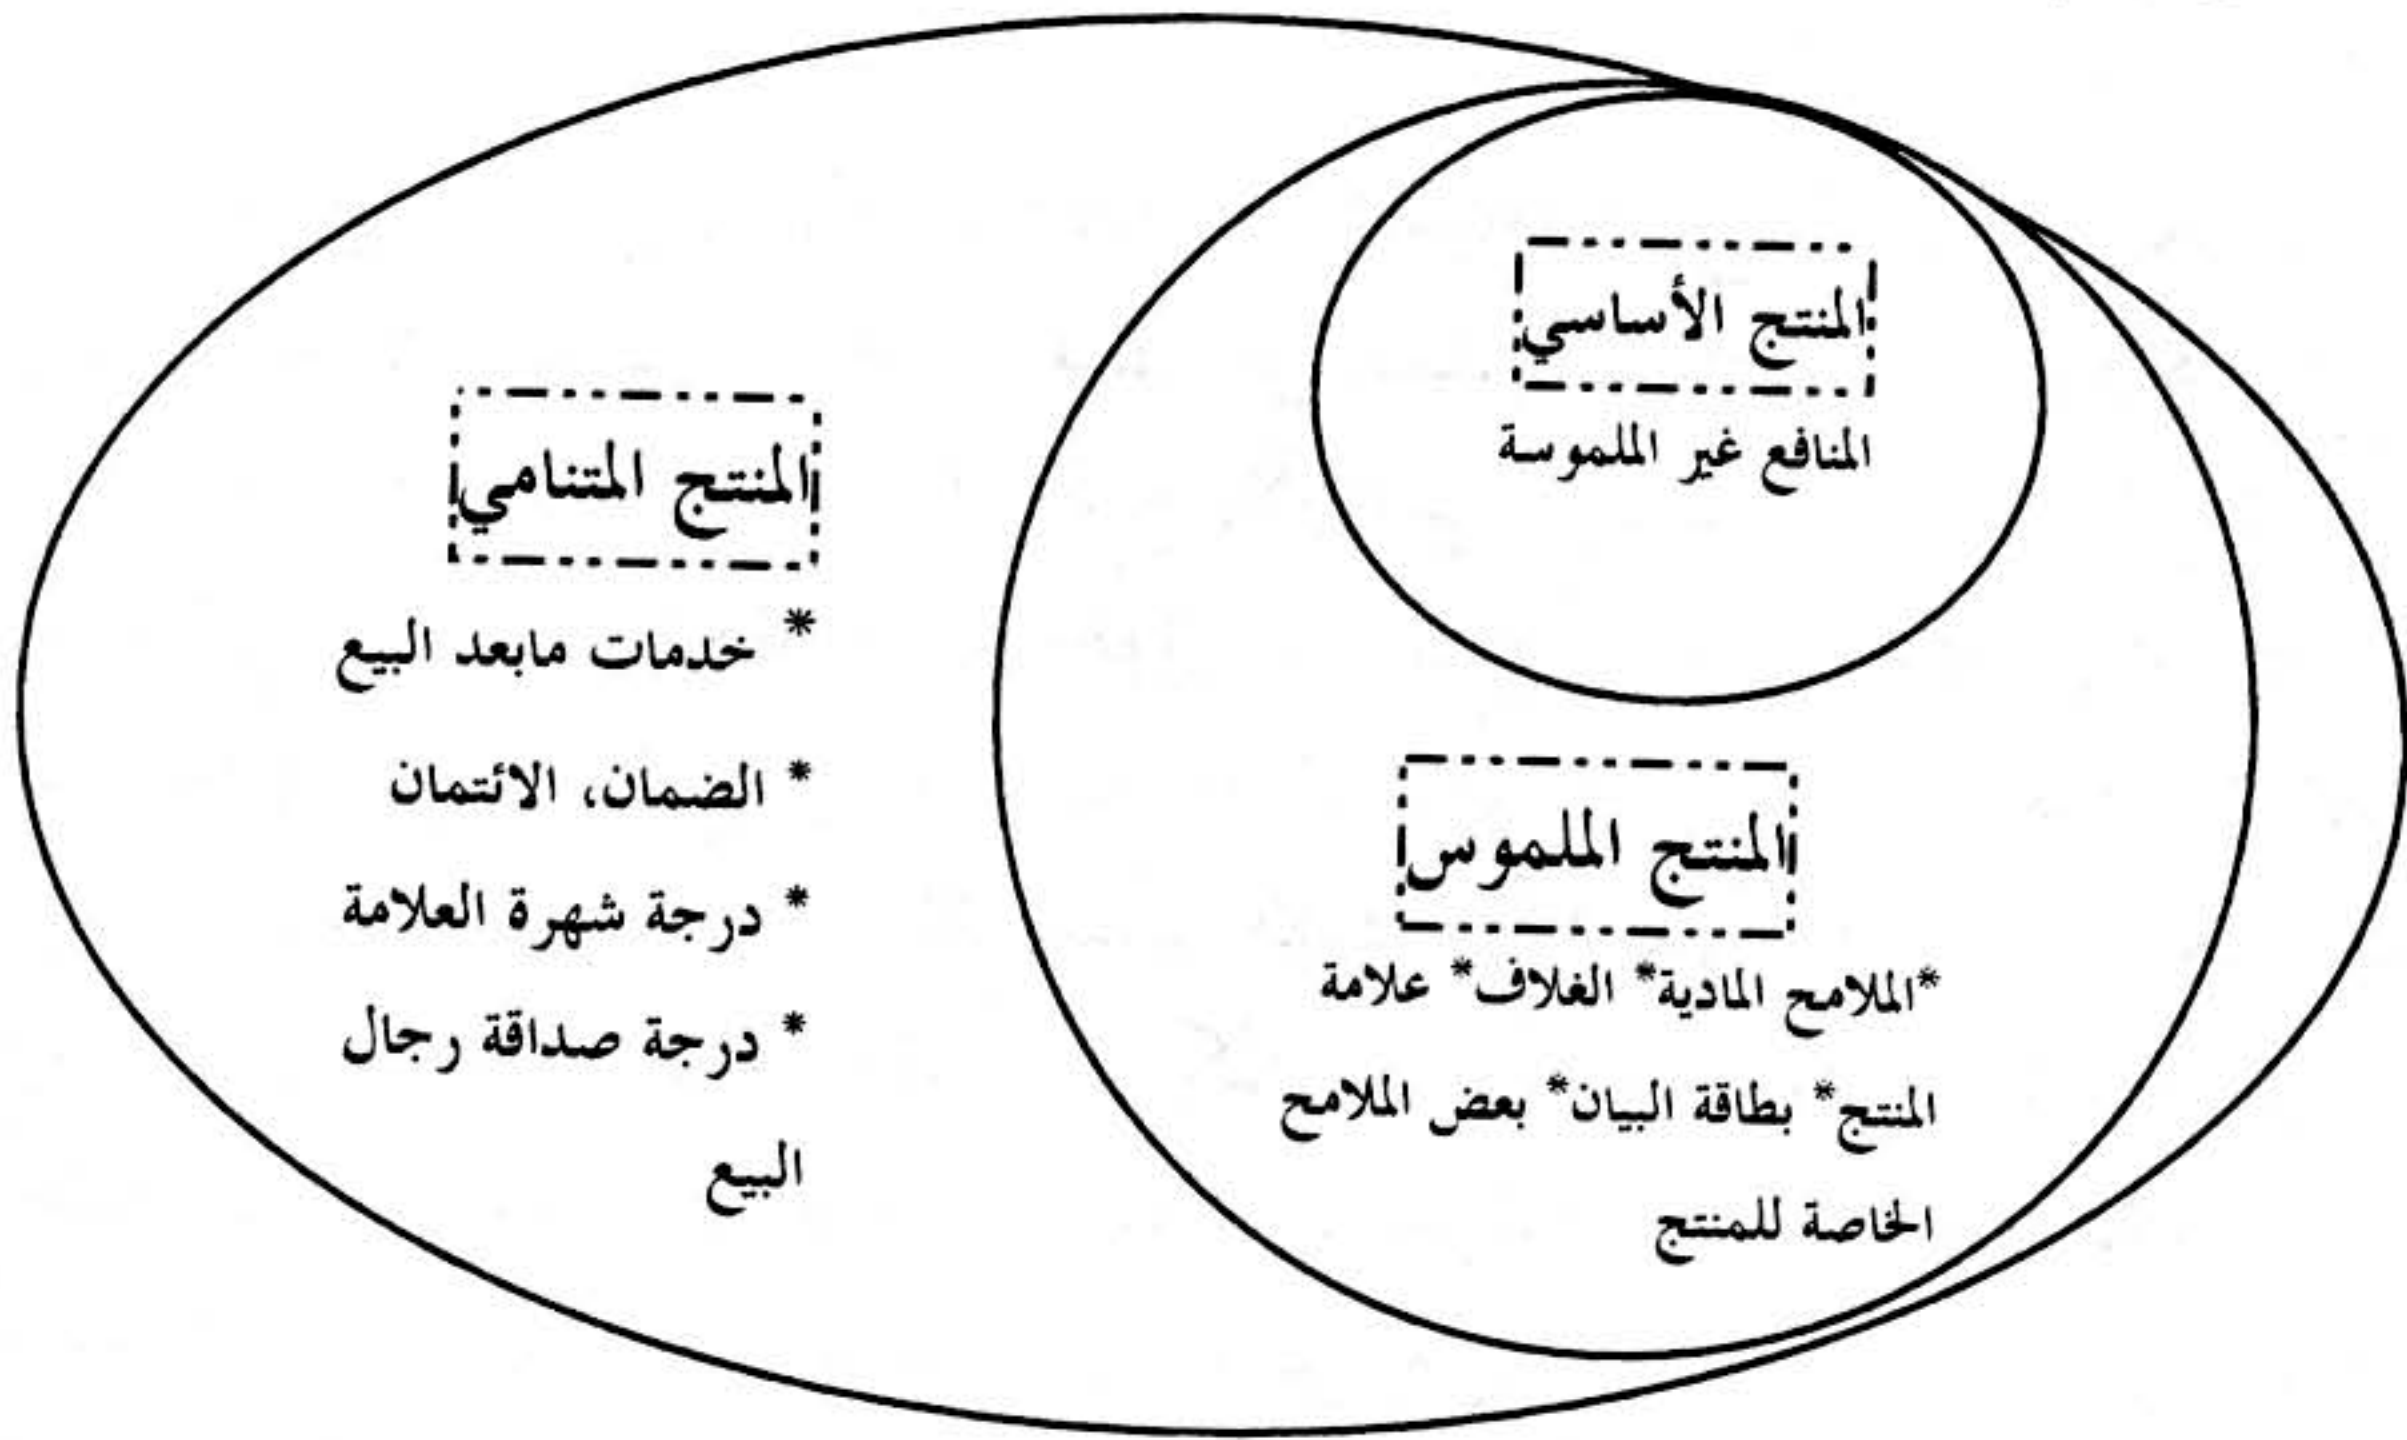 المنتج الأساسي
المنافع غير الملموسة
المنتج المتنامي
* خدمات مابعد البيع
* الضمان، الائتمان
* درجة شهرة العلامة
* درجة صداقة رجال
البيع
المنتج الملموس
*الملامح المادية* الغلاف* علامة
المنتج* بطاقة البيان* بعض الملامح
الخاصة للمنتج